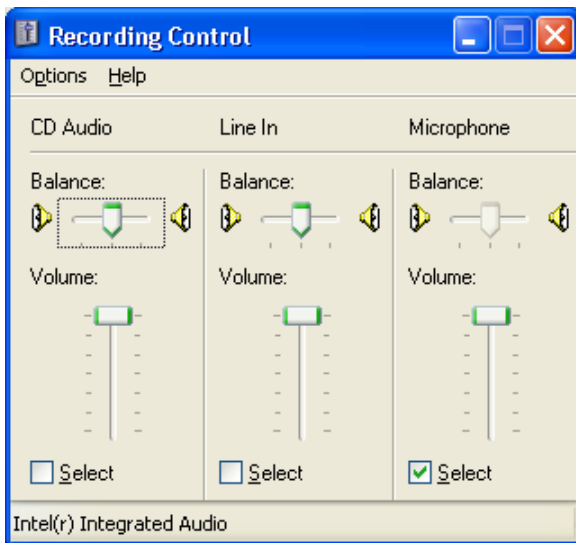 Recording Control
Options Help
CD Audio Line In Microphone
Balance: Balance: Balance:
Volume: Volume: Volume:
Select Select Select
Intel(r) Integrated Audio